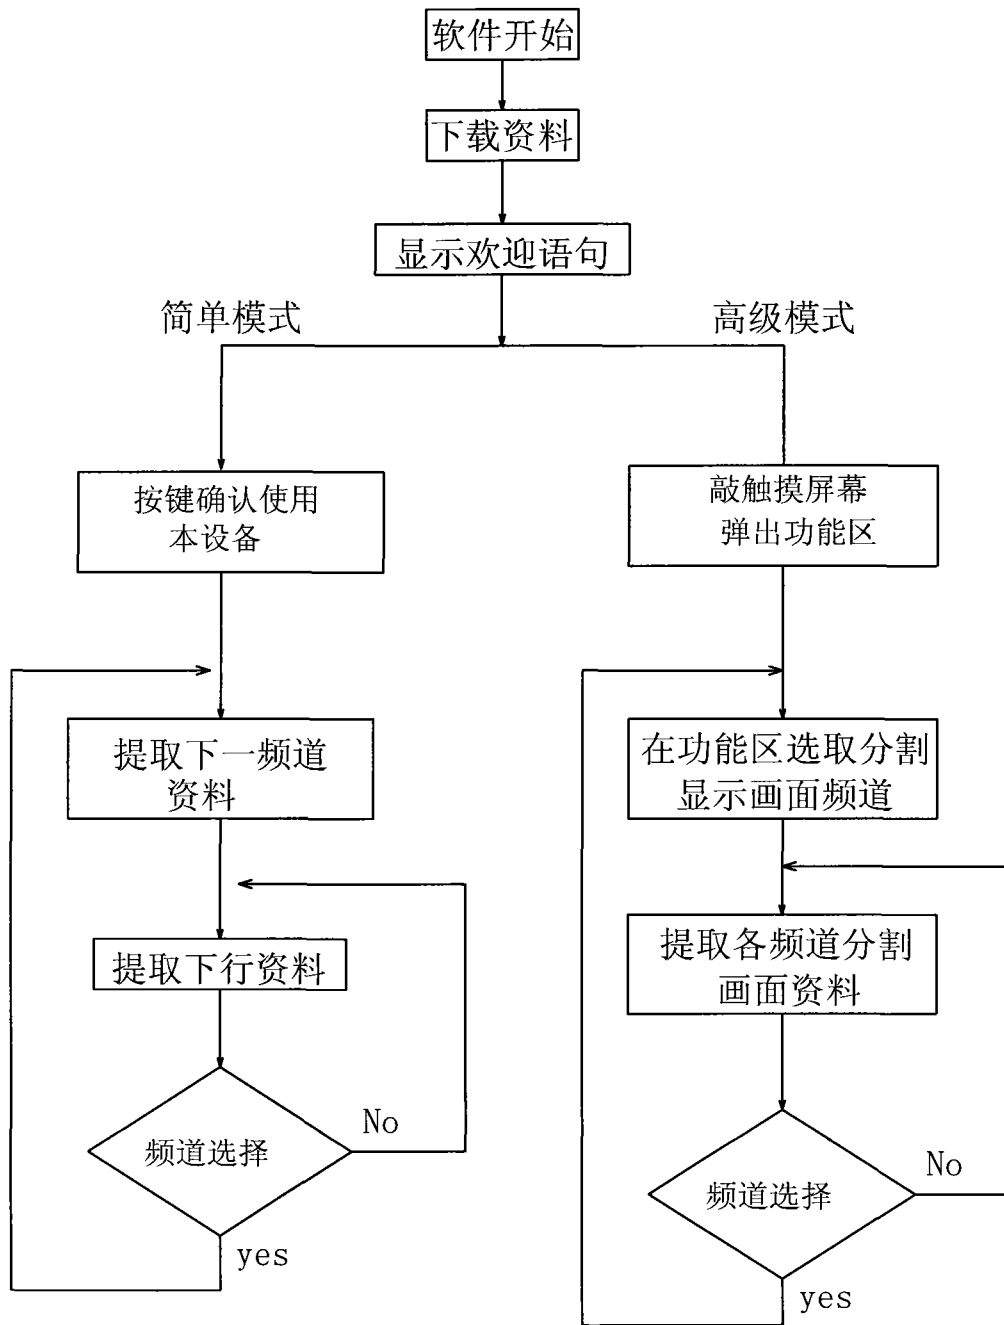 软件开始
下载资料
显示欢迎语句
简单模式
高级模式
按键确认使用
本设备
敲触摸屏幕
弹出功能区
提取下一频道
资料
在功能区选取分割
显示画面频道
提取下行资料
提取各频道分割
画面资料
频道选择
No
yes
频道选择
No
yes